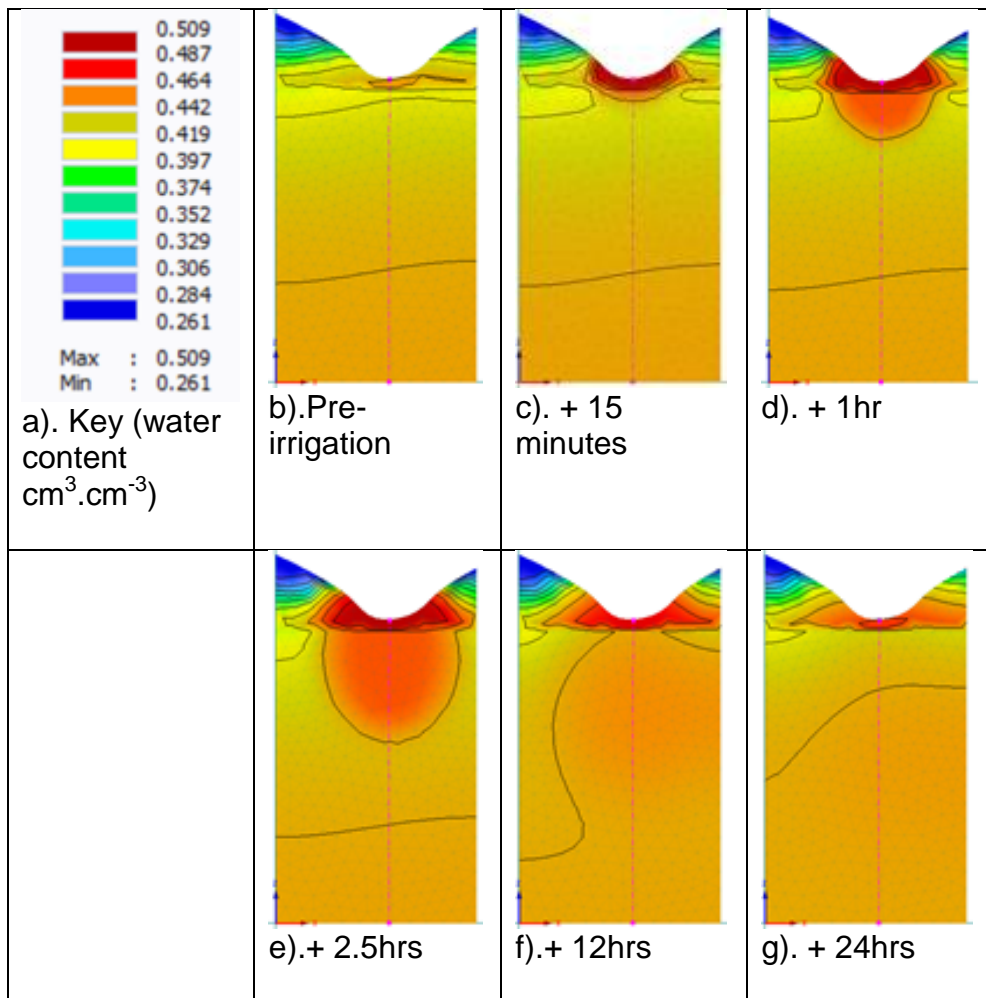 0.509
0.487
0.464
0.442
0.419
0.397
0.374
0.352
0.329
0.306
0.284
0.261
Max : 0.509
Min : 0.261
a). Key (water
content
cm³.cm⁻³)
b).Pre-
irrigation
c). + 15
minutes
d). + 1hr
e).+ 2.5hrs
f).+ 12hrs
g). + 24hrs